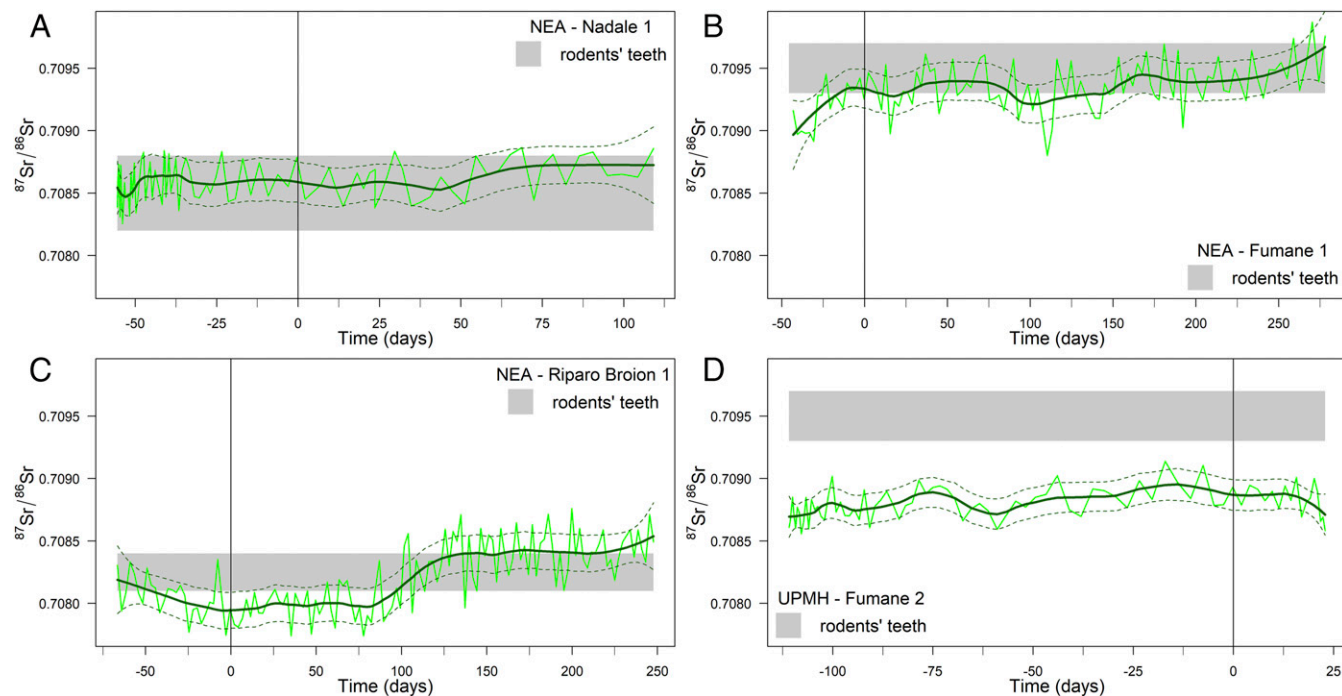 A
NEA - Nadale 1
rodents' teeth
0.7095
0.7090
0.7085
0.7080
87Sr/86Sr
-50
-25
0
25
50
75
100
Time (days)
B
NEA - Fumane 1
rodents' teeth
0.7095
0.7090
0.7085
0.7080
87Sr/86Sr
-50
0
50
100
150
200
250
Time (days)
C
NEA - Riparo Broion 1
rodents' teeth
0.7095
0.7090
0.7085
0.7080
87Sr/86Sr
-50
0
50
100
150
200
250
Time (days)
D
UPMH - Fumane 2
rodents' teeth
0.7095
0.7090
0.7085
0.7080
87Sr/86Sr
-100
-75
-50
-25
0
25
Time (days)